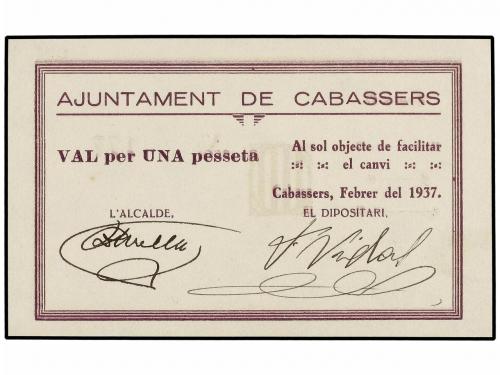 AJUNTAMENT DE CABASSERS
VAL per UNA pesseta
Al sol objecte de facilitar
:-: :-: el canvi :-: :-:
Cabassers, Febrer del 1937.
L'ALCALDE,
EL DIPOSITARI,
F Vidal